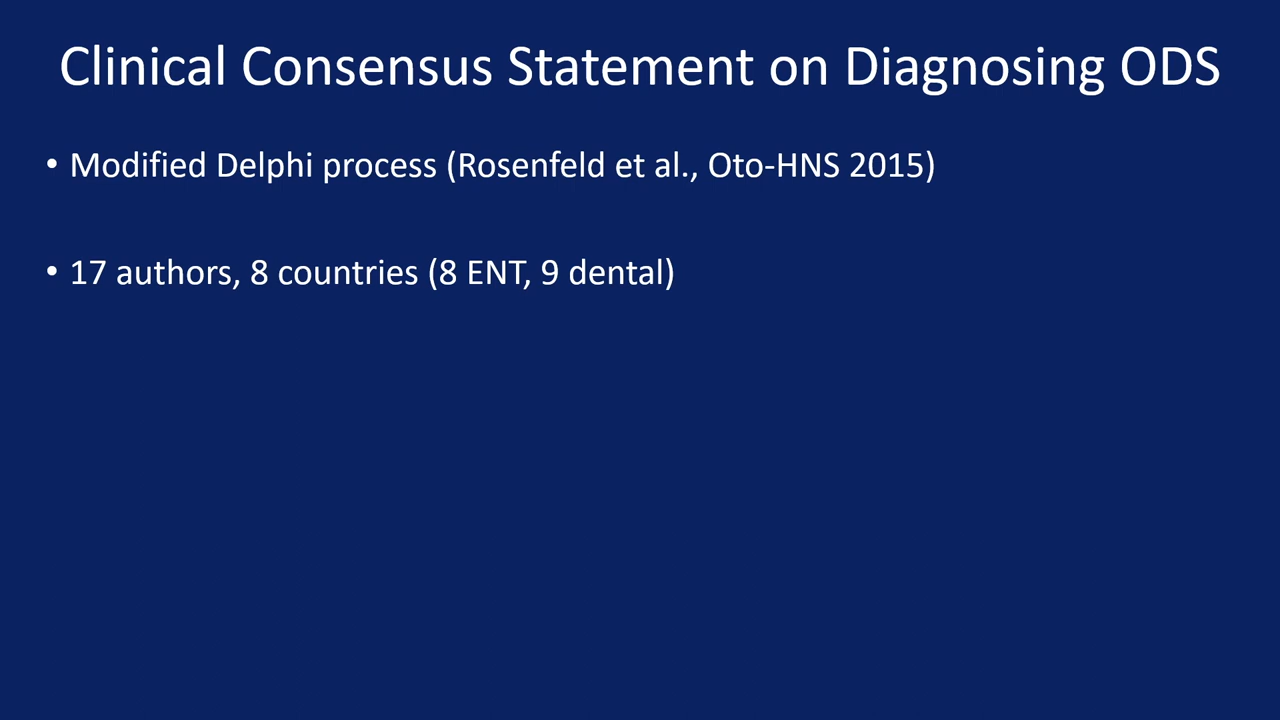 Clinical Consensus Statement on Diagnosing ODS
• Modified Delphi process (Rosenfeld et al., Oto-HNS 2015)
• 17 authors, 8 countries (8 ENT, 9 dental)